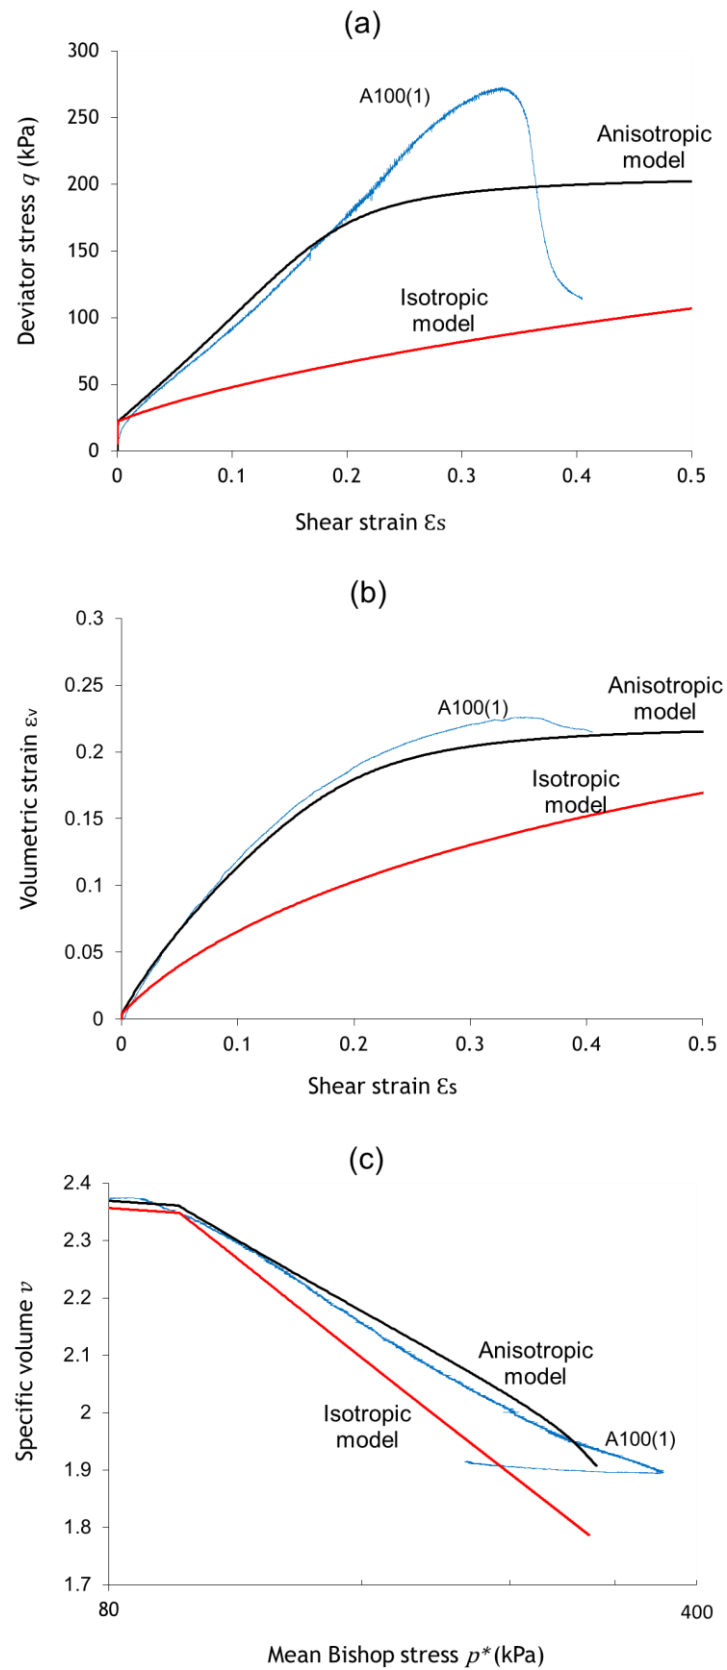 (a)
300
250
200
150
100
50
0
Deviator stress q (kPa)
A100(1)
Anisotropic
model
Isotropic
model
0 0.1 0.2 0.3 0.4 0.5
Shear strain Ɛs
(b)
0.3
0.25
0.2
0.15
0.1
0.05
0
Volumetric strain εv
A100(1)
Anisotropic
model
Isotropic
model
0 0.1 0.2 0.3 0.4 0.5
Shear strain Ɛs
(c)
2.4
2.3
2.2
2.1
2
1.9
1.8
1.7
Specific volume v
Anisotropic
model
Isotropic
model
A100(1)
80 400
Mean Bishop stress p* (kPa)